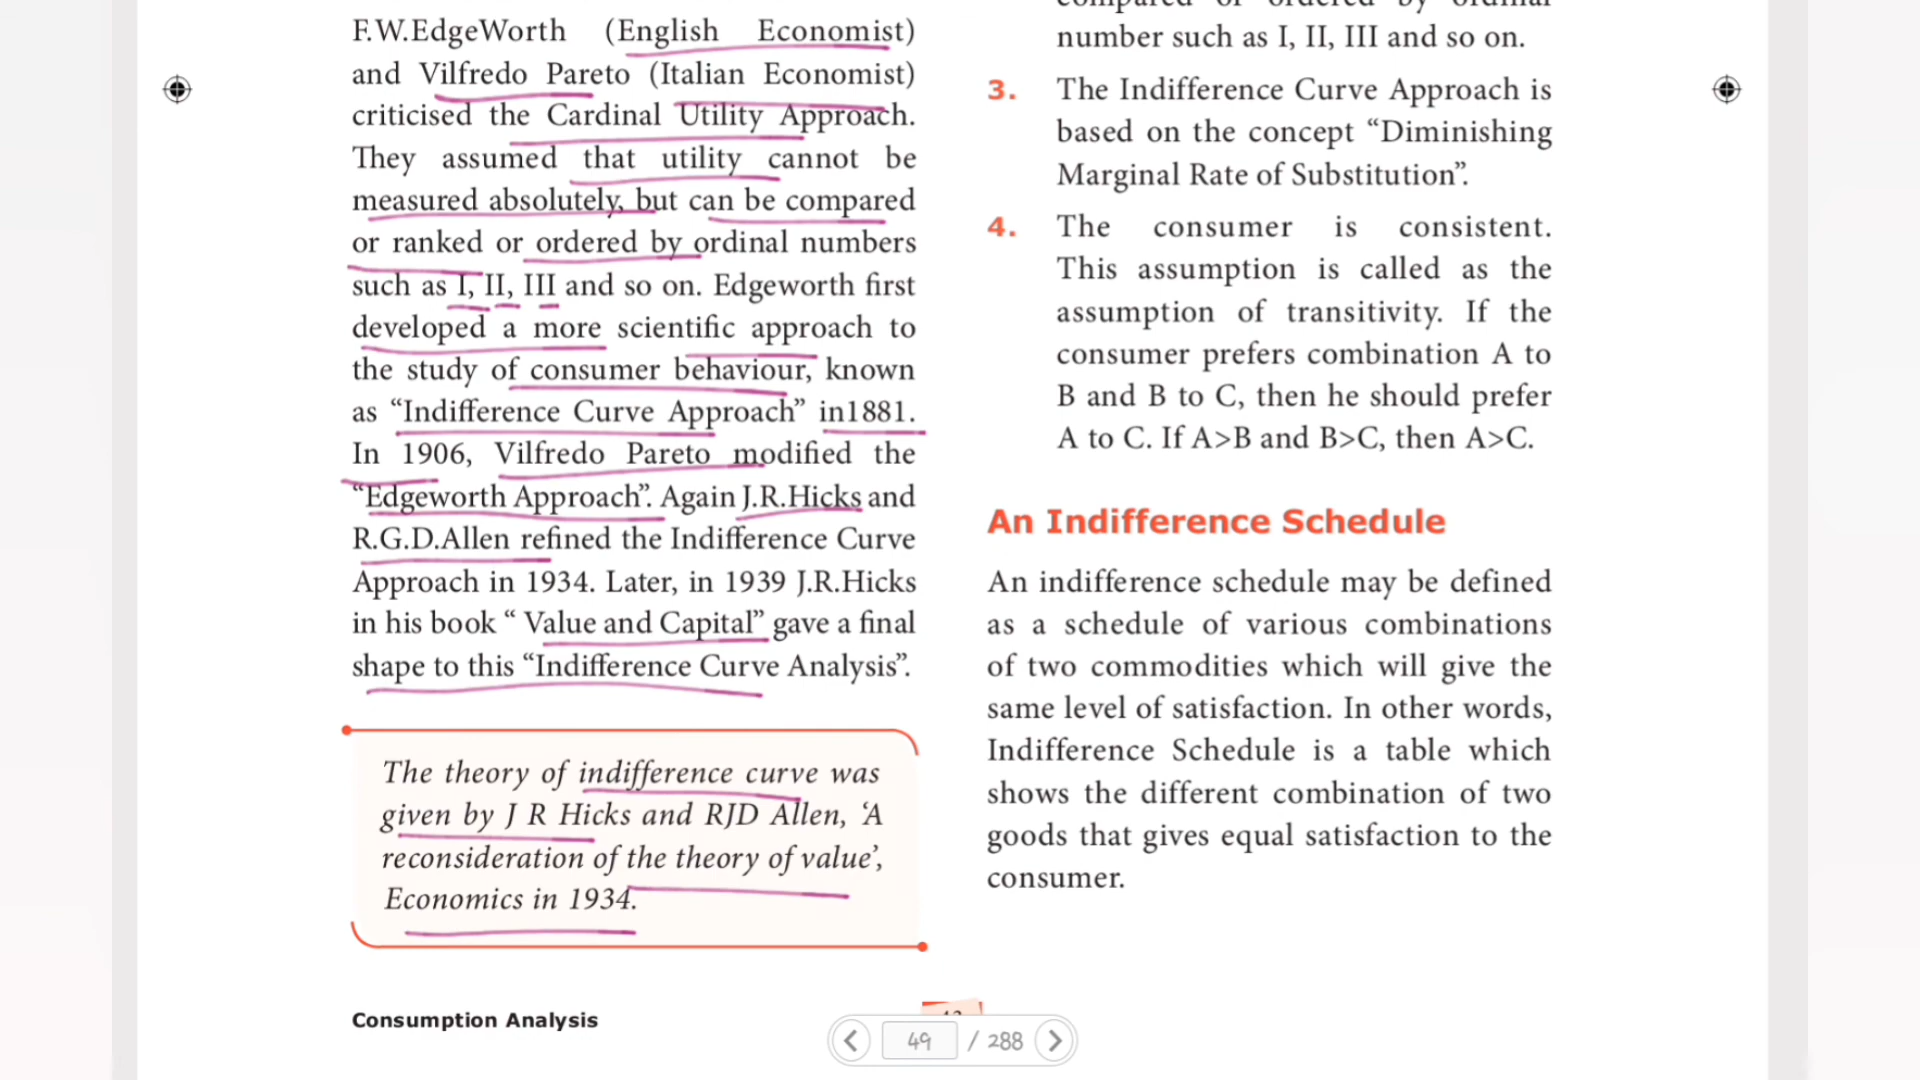 F.W.EdgeWorth (English Economist)
and Vilfredo Pareto (Italian Economist)
criticised the Cardinal Utility Approach.
They assumed that utility cannot be
measured absolutely, but can be compared
or ranked or ordered by ordinal numbers
such as I, II, III and so on. Edgeworth first
developed a more scientific approach to
the study of consumer behaviour, known
as “Indifference Curve Approach” in1881.
In 1906, Vilfredo Pareto modified the
“Edgeworth Approach”. Again J.R.Hicks and
R.G.D.Allen refined the Indifference Curve
Approach in 1934. Later, in 1939 J.R.Hicks
in his book “ Value and Capital” gave a final
shape to this “Indifference Curve Analysis”.
The theory of indifference curve was
given by J R Hicks and RJD Allen, ‘A
reconsideration of the theory of value’,
Economics in 1934.
compared or ordered by ordinal
number such as I, II, III and so on.
3. The Indifference Curve Approach is
based on the concept “Diminishing
Marginal Rate of Substitution”.
4. The consumer is consistent.
This assumption is called as the
assumption of transitivity. If the
consumer prefers combination A to
B and B to C, then he should prefer
A to C. If A>B and B>C, then A>C.
An Indifference Schedule
An indifference schedule may be defined
as a schedule of various combinations
of two commodities which will give the
same level of satisfaction. In other words,
Indifference Schedule is a table which
shows the different combination of two
goods that gives equal satisfaction to the
consumer.
Consumption Analysis
49 / 288